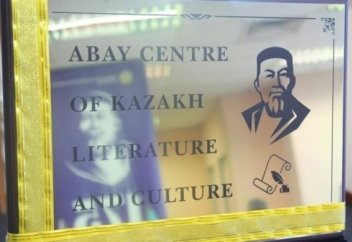 ABAY CENTRE
OF KAZAKH
LITERATURE
AND CULTURE